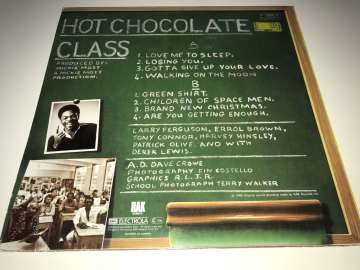 HOT CHOCOLATE
CLASS
PRODUCED BY:
MICKIE MOST
A MICKIE MOST
PRODUCTION.
A
1. LOVE ME TO SLEEP.
2. LOSING YOU.
3. GOTTA GIVE UP YOUR LOVE.
4. WALKING ON THE MOON
B
1. GREEN SHIRT.
2. CHILDREN OF SPACE MEN.
3. BRAND NEW CHRISTMAS.
4. ARE YOU GETTING ENOUGH.
LARRY FERGUSON, ERROL BROWN,
TONY CONNOR, HARVEY HINSLEY,
PATRICK OLIVE. AND WITH
DEREK LEWIS.
A.D. DAVE CROWE
PHOTOGRAPHY FIN COSTELLO
GRAPHICS R.L.I.R.
SCHOOL PHOTOGRAPH TERRY WALKER
RAK
EMI ELECTROLA